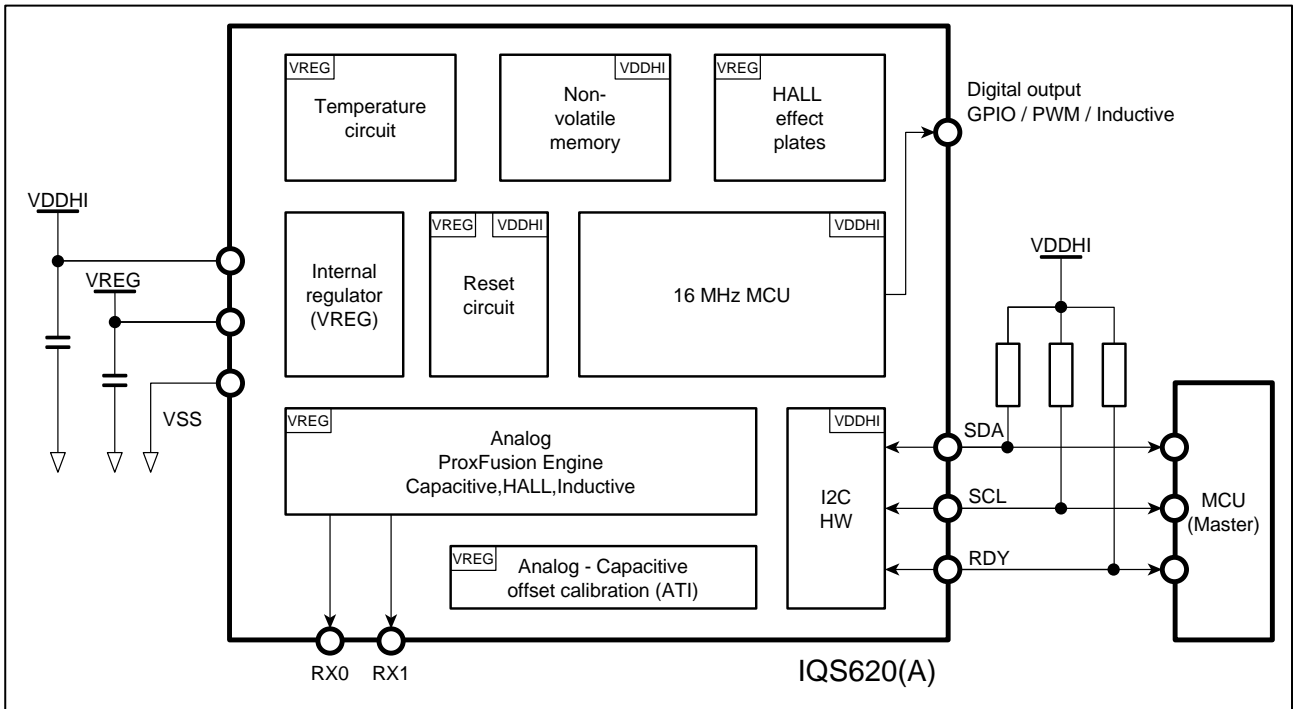 VREG
Temperature
circuit
VDDHI
Non-
volatile
memory
VREG
HALL
effect
plates
Digital output
GPIO / PWM / Inductive
VDDHI
VREG
VSS
Internal
regulator
(VREG)
VREG
VDDHI
Reset
circuit
VDDHI
16 MHz MCU
VDDHI
VREG
Analog
ProxFusion Engine
Capacitive,HALL,Inductive
VREG
Analog - Capacitive
offset calibration (ATI)
VDDHI
I2C
HW
SDA
SCL
RDY
MCU
(Master)
RX0
RX1
IQS620(A)